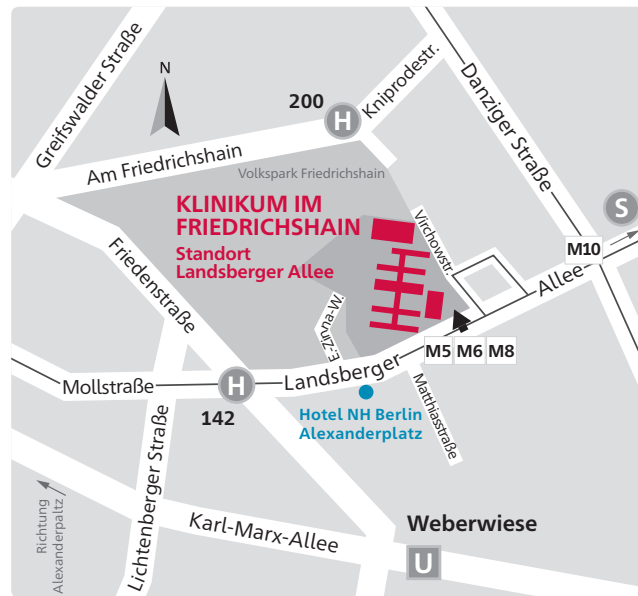 Greifswalder Straße
N
200
H
Kniprodestr.
Danziger Straße
Am Friedrichshain
Volkspark Friedrichshain
KLINIKUM IM
FRIEDRICHSHAIN
Standort
Landsberger Allee
Virchowstr.
S
M10
Friedenstraße
E.-Zinna-W.
Landsberger
Allee
M5
M6
M8
Mollstraße
H
142
Hotel NH Berlin
Alexanderplatz
Matthiasstraße
Lichtenberger Straße
Richtung
Alexanderpaltz
Karl-Marx-Allee
Weberwiese
U